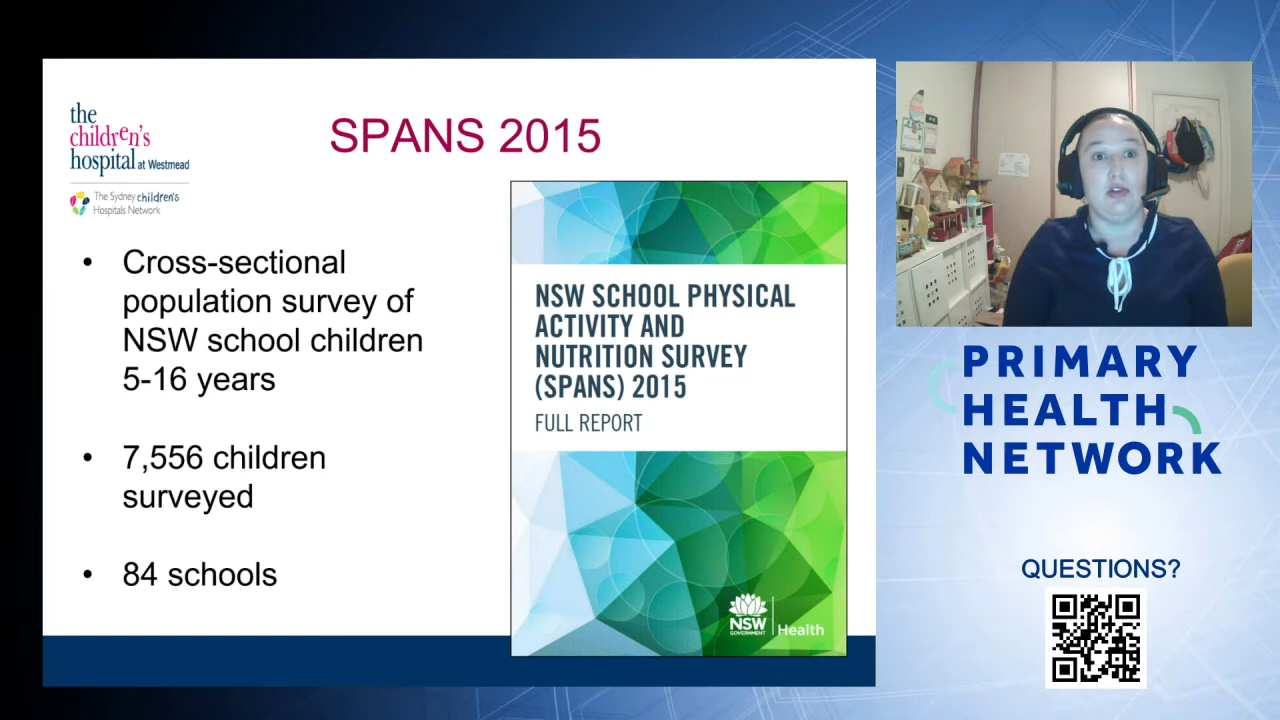 the
children's
hospital at Westmead
The Sydney children's
Hospitals Network
SPANS 2015
• Cross-sectional
population survey of
NSW school children
5-16 years
• 7,556 children
surveyed
• 84 schools
NSW SCHOOL PHYSICAL
ACTIVITY AND
NUTRITION SURVEY
(SPANS) 2015
FULL REPORT
NSW
GOVERNMENT
Health
PRIMARY
HEALTH
NETWORK
QUESTIONS?